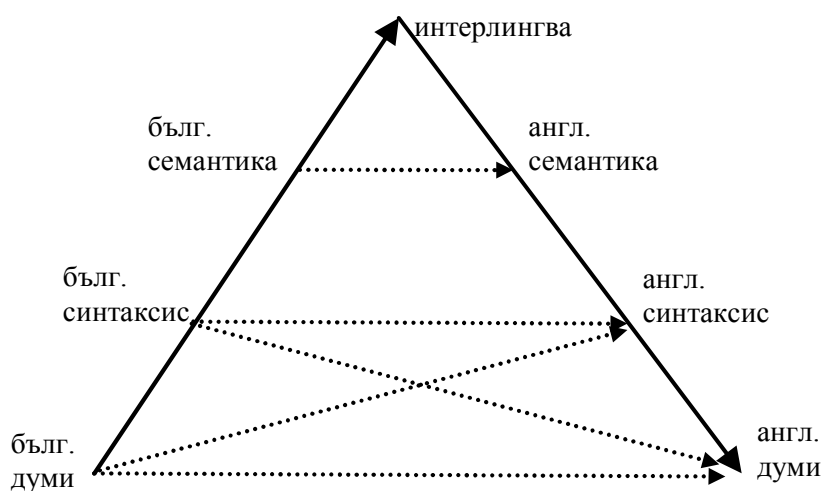 интерлингва
бълг.
семантика
англ.
семантика
бълг.
синтаксис
англ.
синтаксис
бълг.
думи
англ.
думи